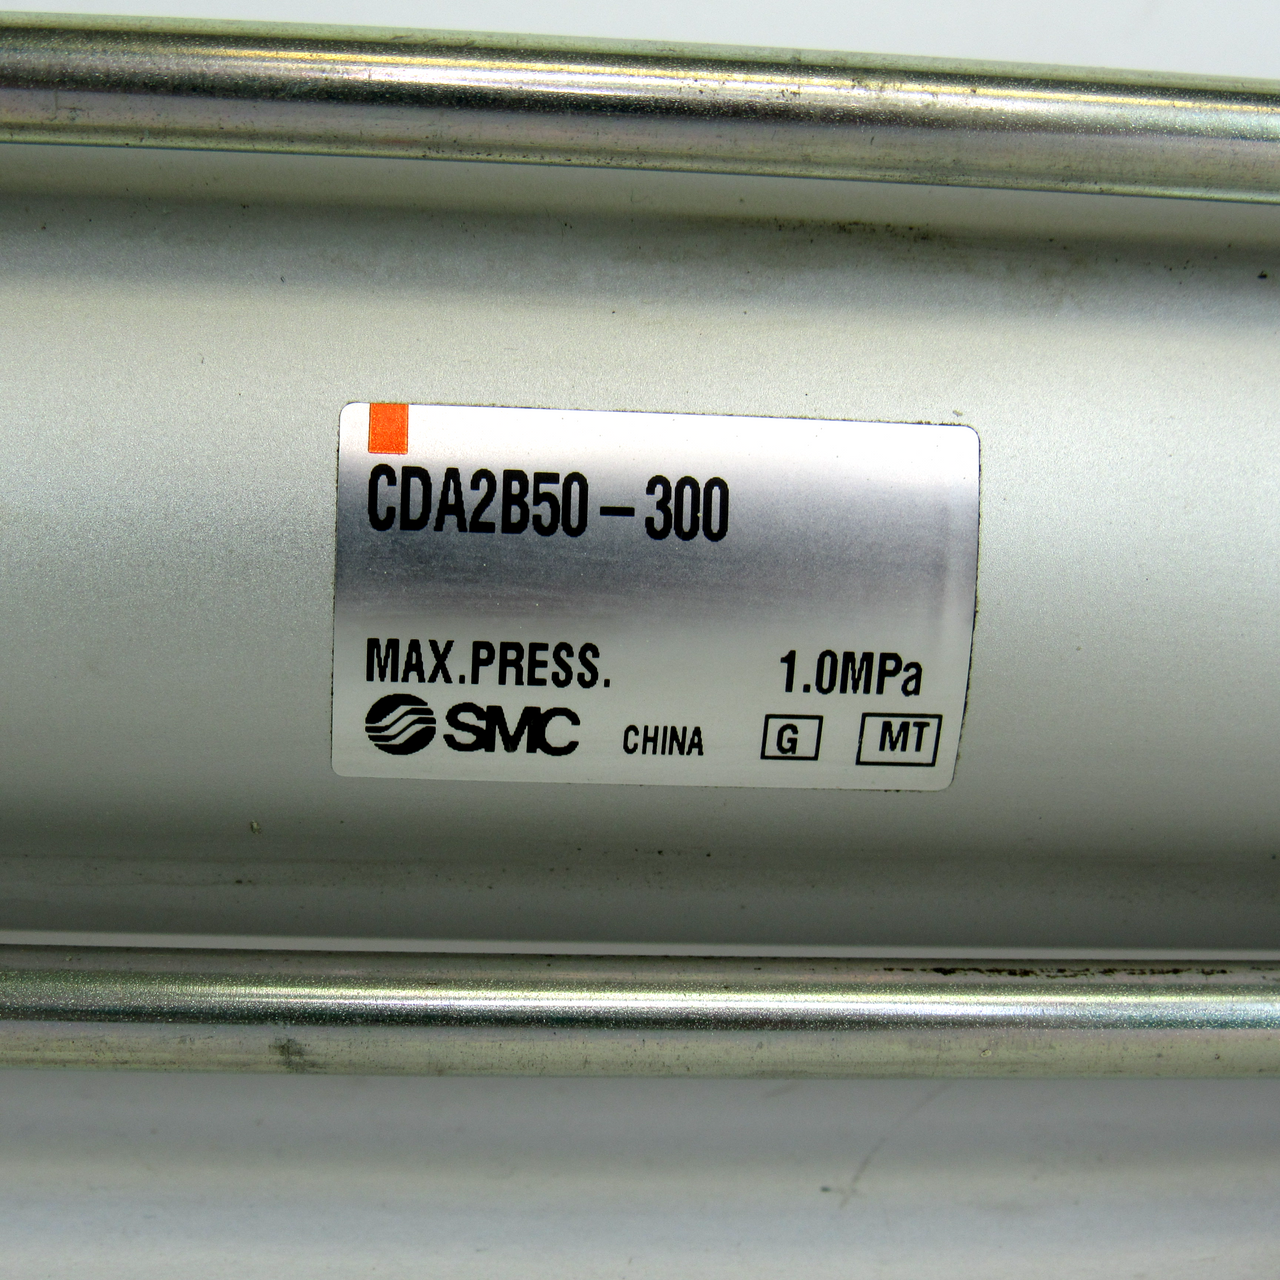 CDA2B50-300
MAX.PRESS. 1.0MPa
SMC CHINA G MT